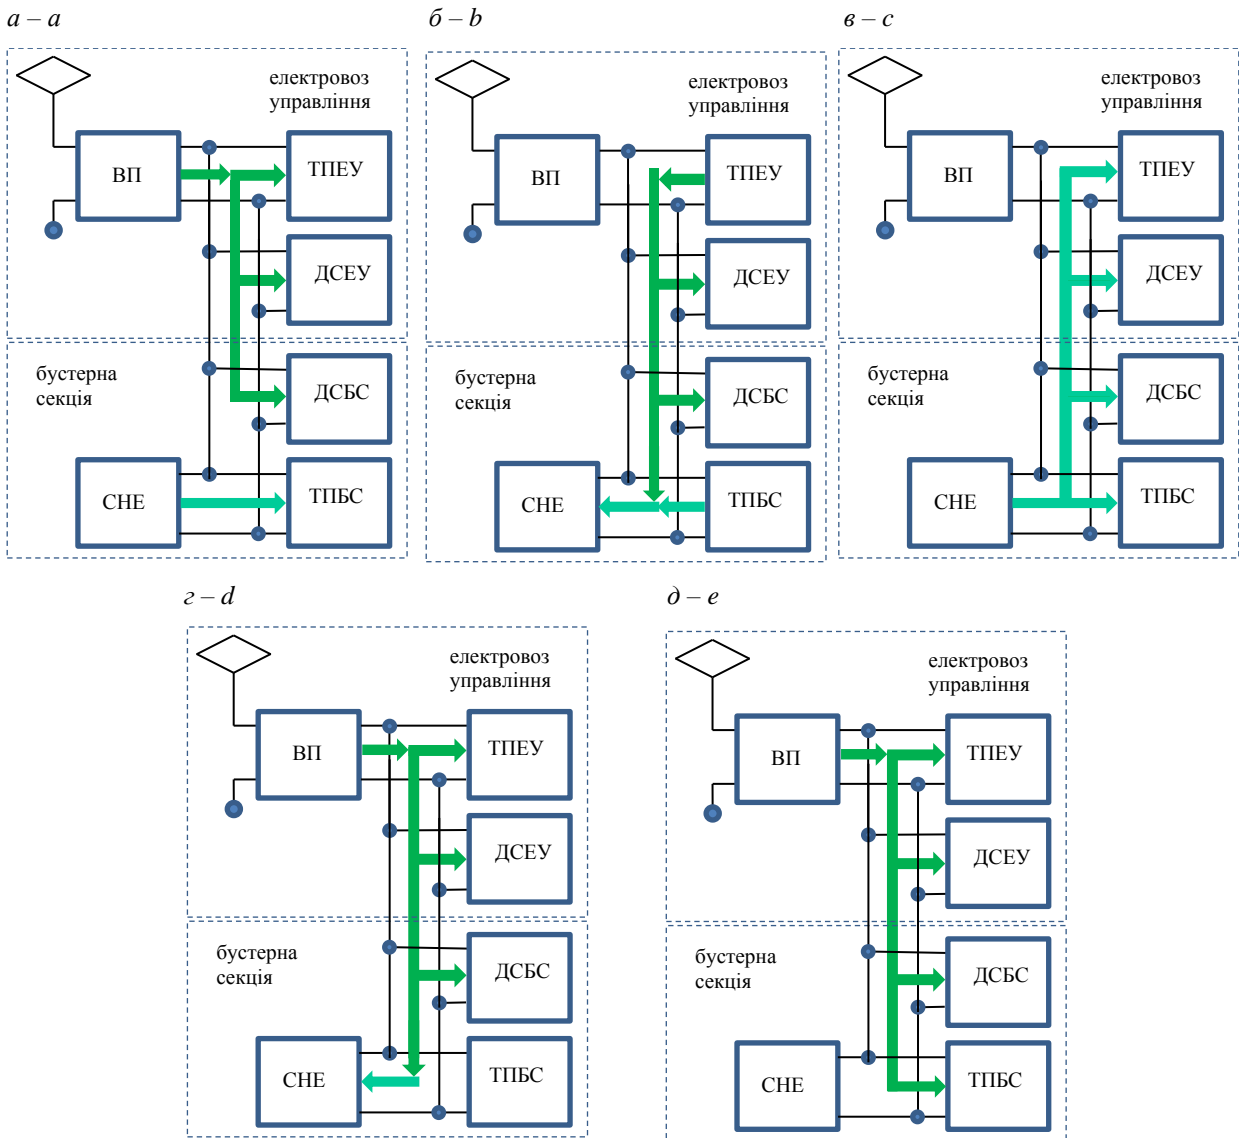 а – a
електровоз
управління
ВП
ТПЕУ
ДСЕУ
бустерна
секція
ДСБС
СНЕ
ТПБС
б – b
електровоз
управління
ВП
ТПЕУ
ДСЕУ
бустерна
секція
ДСБС
СНЕ
ТПБС
в – c
електровоз
управління
ВП
ТПЕУ
ДСЕУ
бустерна
секція
ДСБС
СНЕ
ТПБС
г – d
електровоз
управління
ВП
ТПЕУ
ДСЕУ
бустерна
секція
ДСБС
СНЕ
ТПБС
д – e
електровоз
управління
ВП
ТПЕУ
ДСЕУ
бустерна
секція
ДСБС
СНЕ
ТПБС